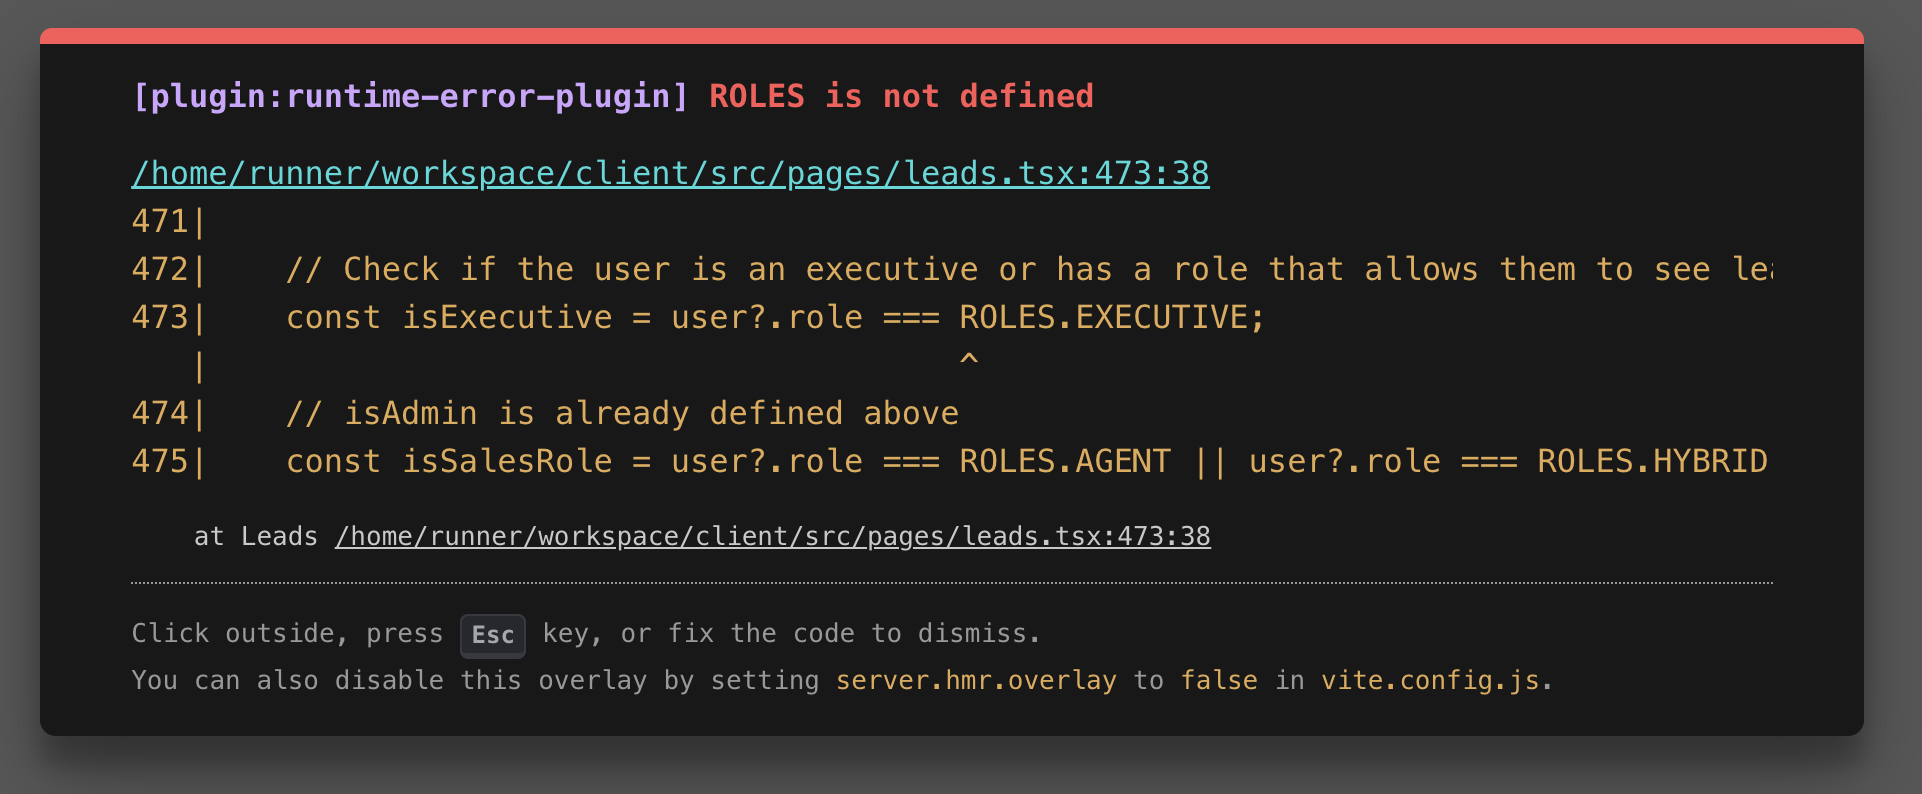 [plugin:runtime-error-plugin] ROLES is not defined
/home/runner/workspace/client/src/pages/leads.tsx:473:38
471|
472|    // Check if the user is an executive or has a role that allows them to see
473|    const isExecutive = user?.role === ROLES.EXECUTIVE;
   |                                       ^
474|    // isAdmin is already defined above
475|    const isSalesRole = user?.role === ROLES.AGENT || user?.role === ROLES.HYBRID
at Leads /home/runner/workspace/client/src/pages/leads.tsx:473:38
Click outside, press Esc key, or fix the code to dismiss.
You can also disable this overlay by setting server.hmr.overlay to false in vite.config.js.